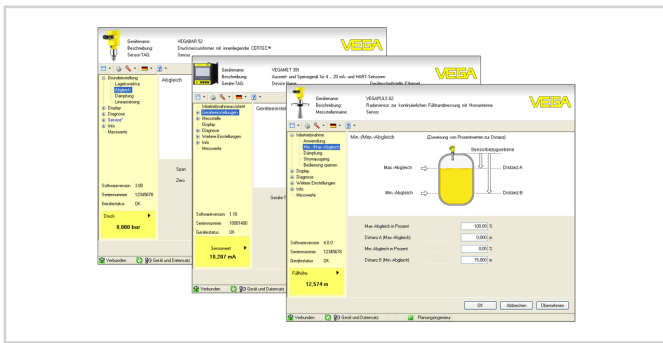 Gerätename: VEGABAR 52
Beschreibung: Druckmessumformer mit innenliegender CERTEC®
Sensor-TAG: Sensor
VEGA
Grundeinstellung
Lagekorrektur
Abgleich
Dämpfung
Linearisierung
Display
Diagnose
Service
Info
Messwerte
Abgleich
Span
Zero
Softwareversion 3.80
Seriennummer 12345678
Gerätestatus OK
Druck
0,000 bar
Verbunden
Gerät und Datensatz
Gerätename: VEGAMET 391
Beschreibung: Auswert- und Speisegerät für 4 ... 20 mA- und HART-Sensoren
Geräte-TAG: Device Name
VEGA
Inbetriebnahmeassistent
Geräteeinstellungen
Messstelle
Display
Diagnose
Weitere Einstellungen
Info
Messwerte
Softwareversion 1.10
Seriennummer 10001400
Gerätestatus OK
Sensorwert
18,207 mA
Verbunden
Gerät und Datensatz
Gerätename: VEGAPULS 62
Beschreibung: Radarsensor zur kontinuierlichen Füllstandmessung mit Hornantenne
Messstellenname: Sensor
VEGA
Inbetriebnahme
Anwendung
Min-/Max-Abgleich
Dämpfung
Stromausgang
Bedienung sperren
Display
Diagnose
Weitere Einstellungen
Info
Messwerte
Min-/Max-Abgleich (Zuweisung von Prozentwerten zur Distanz)
Sensorbezugsebene
Max.-Abgleich
Distanz A
Min.-Abgleich
Distanz B
Max.-Abgleich in Prozent 100,00 %
Distanz A (Max.-Abgleich) 0,000 m
Min.-Abgleich in Prozent 0,00 %
Distanz B (Min.-Abgleich) 15,000 m
Softwareversion 4.0.0
Seriennummer 12345678
Gerätestatus OK
Füllhöhe
12,574 m
OK Abbrechen Übernehmen
Verbunden
Gerät und Datensatz
Planungsingenieur